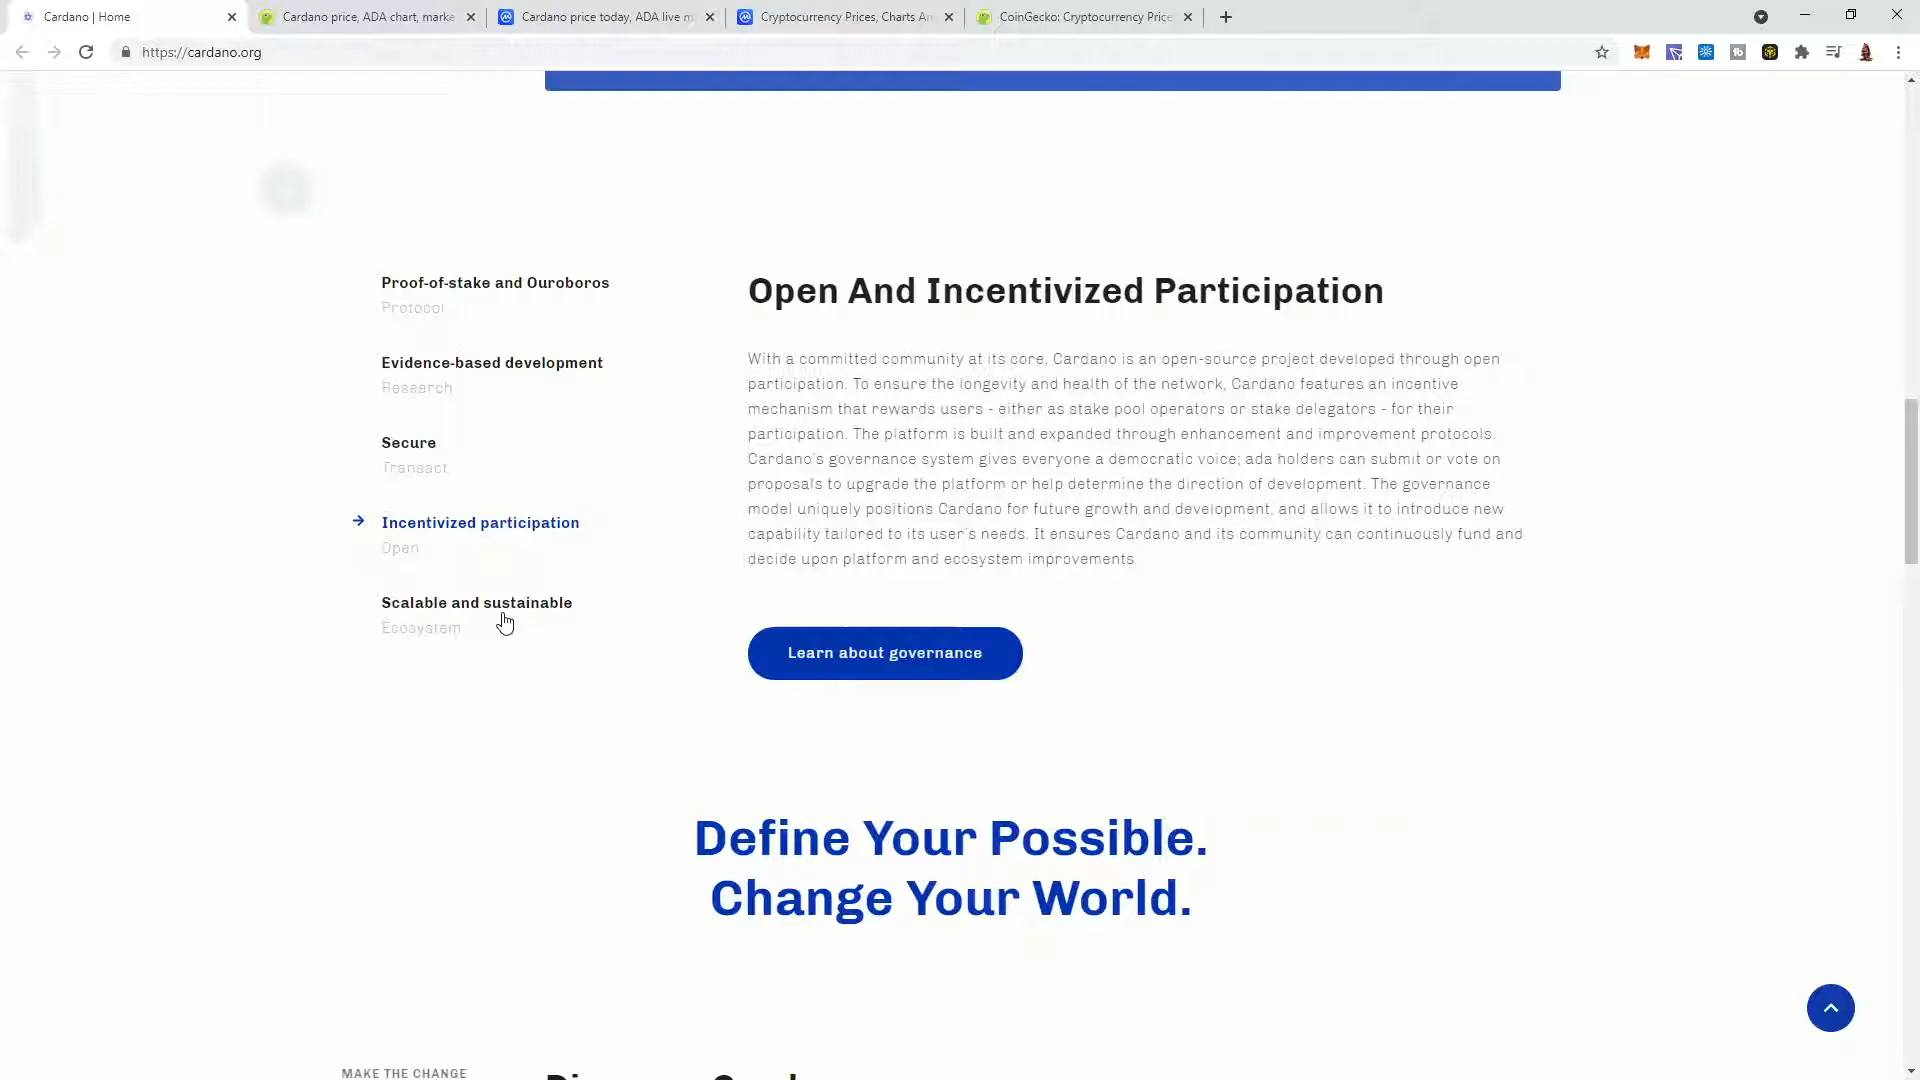 Cardano | Home
Cardano price, ADA chart, marke
Cardano price today, ADA live m
Cryptocurrency Prices, Charts An
CoinGecko: Cryptocurrency Price
https://cardano.org
Proof-of-stake and Ouroboros
Protocol
Evidence-based development
Research
Secure
Transact
Incentivized participation
Open
Scalable and sustainable
Ecosystem
Open And Incentivized Participation
With a committed community at its core, Cardano is an open-source project developed through open
participation. To ensure the longevity and health of the network, Cardano features an incentive
mechanism that rewards users - either as stake pool operators or stake delegators - for their
participation. The platform is built and expanded through enhancement and improvement protocols.
Cardano's governance system gives everyone a democratic voice; ada holders can submit or vote on
proposals to upgrade the platform or help determine the direction of development. The governance
model uniquely positions Cardano for future growth and development, and allows it to introduce new
capability tailored to its user's needs. It ensures Cardano and its community can continuously fund and
decide upon platform and ecosystem improvements.
Learn about governance
Define Your Possible.
Change Your World.
MAKE THE CHANGE